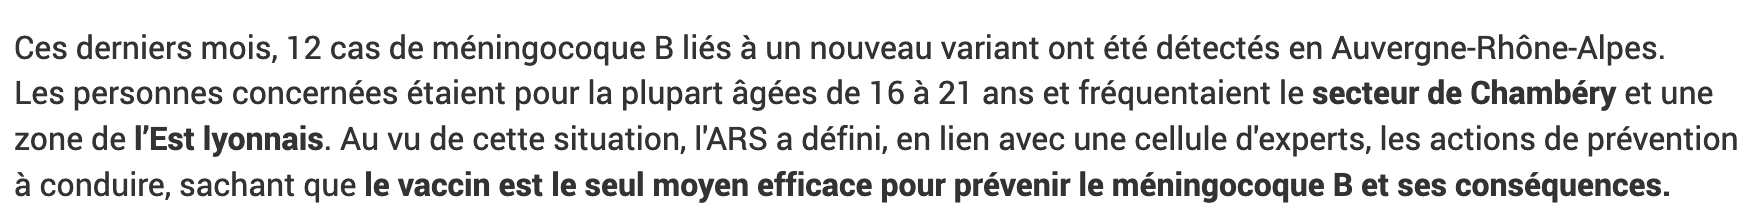 Ces derniers mois, 12 cas de méningocoque B liés à un nouveau variant ont été détectés en Auvergne-Rhône-Alpes.
Les personnes concernées étaient pour la plupart âgées de 16 à 21 ans et fréquentaient le secteur de Chambéry et une
zone de l’Est lyonnais. Au vu de cette situation, l'ARS a défini, en lien avec une cellule d'experts, les actions de prévention
à conduire, sachant que le vaccin est le seul moyen efficace pour prévenir le méningocoque B et ses conséquences.